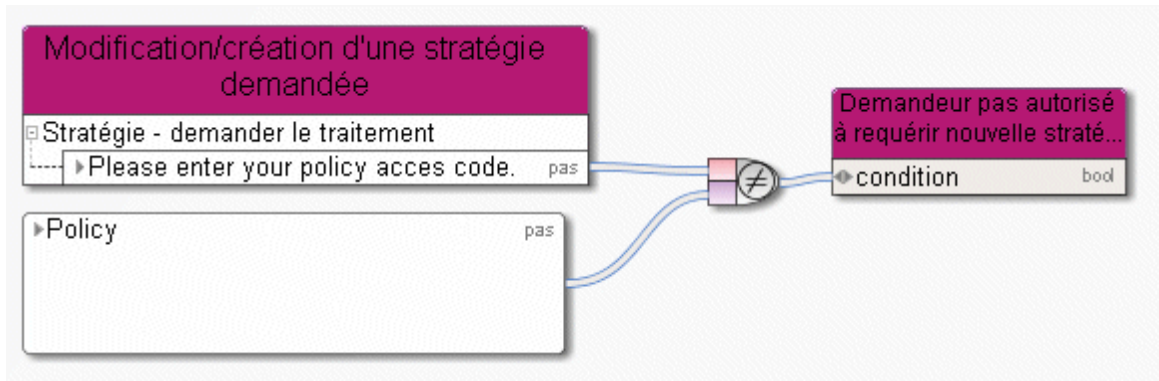 Modification/création d'une stratégie
demandée
Stratégie - demander le traitement
Please enter your policy acces code. pas
Policy pas
Demandeur pas autorisé
à requérir nouvelle straté...
condition bool
≠